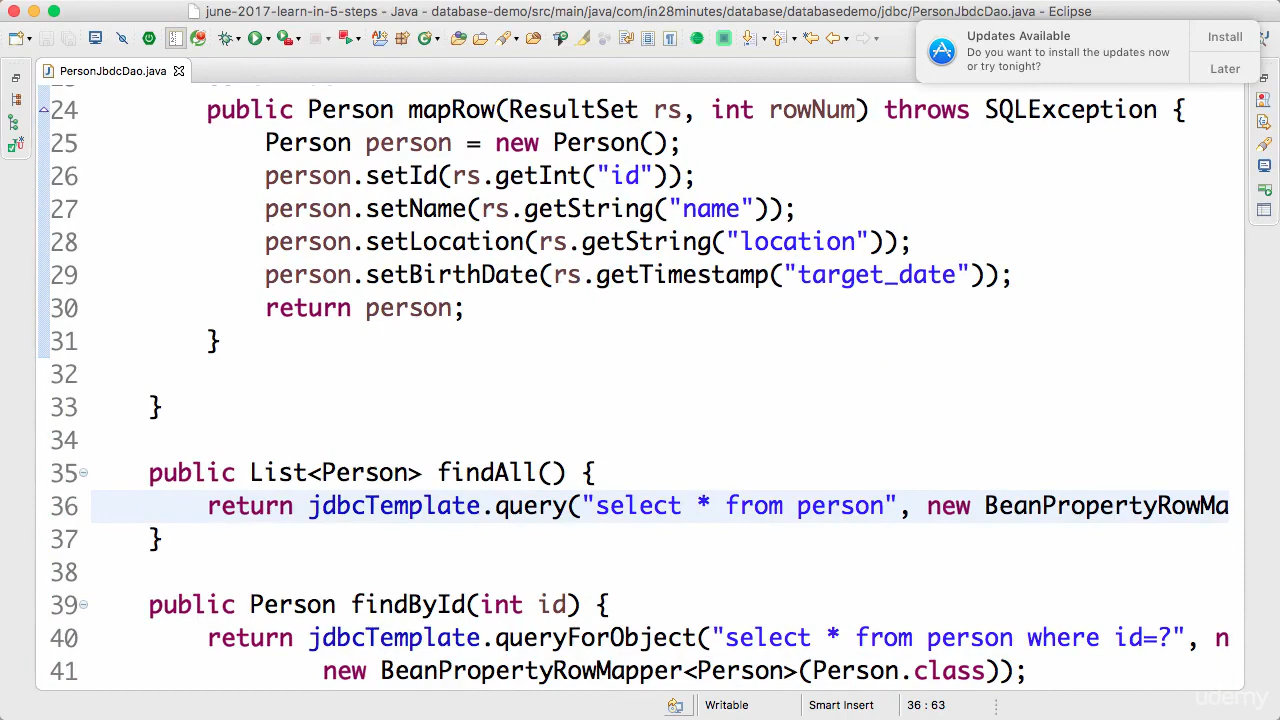 june-2017-learn-in-5-steps - Java - database-demo/src/main/java/com/in28minutes/database/databasedemo/jdbc/PersonJbdcDao.java - Eclipse
Updates Available
Do you want to install the updates now
or try tonight?
Install
Later
PersonJbdcDao.java
24 public Person mapRow(ResultSet rs, int rowNum) throws SQLException {
25 Person person = new Person();
26 person.setId(rs.getInt("id"));
27 person.setName(rs.getString("name"));
28 person.setLocation(rs.getString("location"));
29 person.setBirthDate(rs.getTimestamp("target_date"));
30 return person;
31 }
32
33 }
34
35 public List<Person> findAll() {
36 return jdbcTemplate.query("select * from person", new BeanPropertyRowMa
37 }
38
39 public Person findById(int id) {
40 return jdbcTemplate.queryForObject("select * from person where id=?", n
41 new BeanPropertyRowMapper<Person>(Person.class));
Writable
Smart Insert
36 : 63
udemy